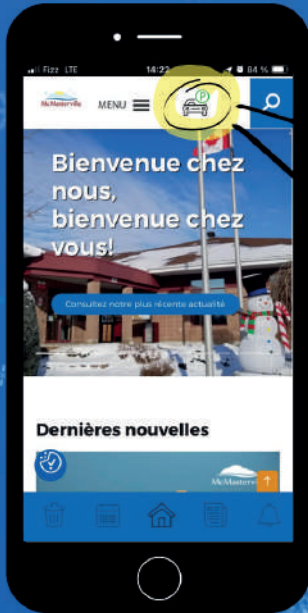 Fizz LTE 14:22 84 %
McMasterville MENU P
Bienvenue chez
nous,
bienvenue chez
vous!
Consultez notre plus récente actualité
Dernières nouvelles
McMasterville